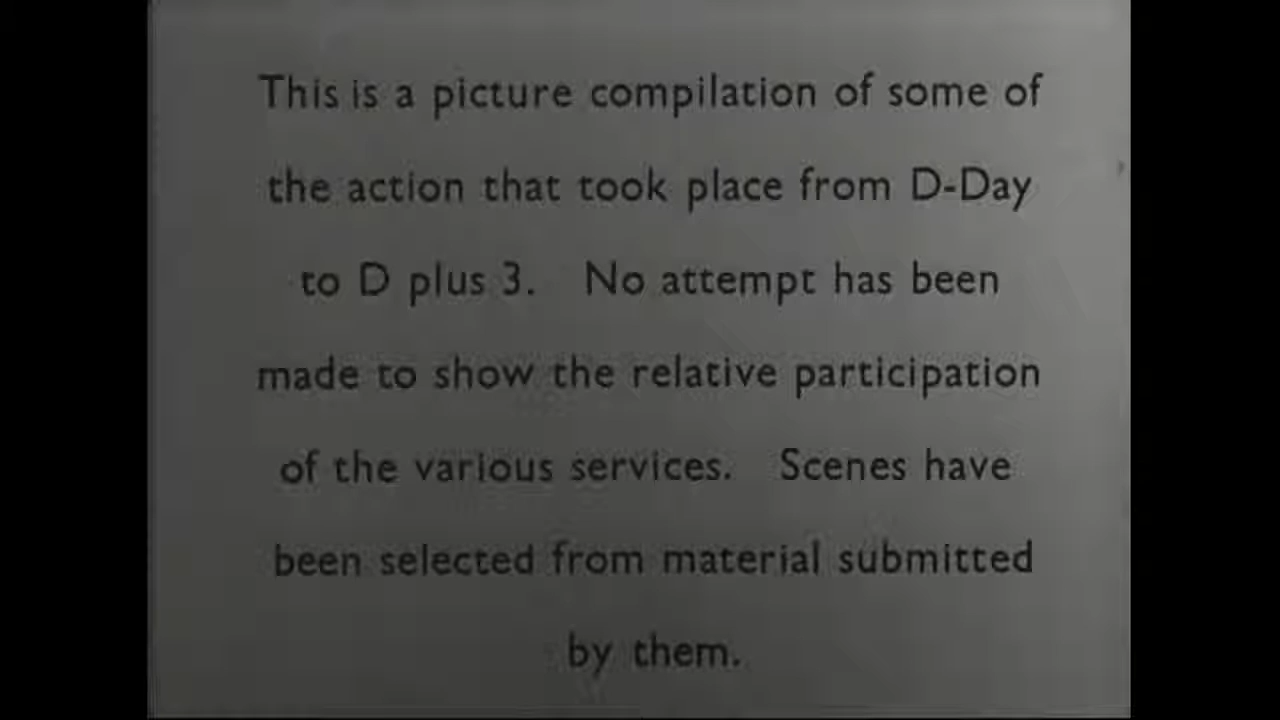 This is a picture compilation of some of
the action that took place from D-Day
to D plus 3. No attempt has been
made to show the relative participation
of the various services. Scenes have
been selected from material submitted
by them.